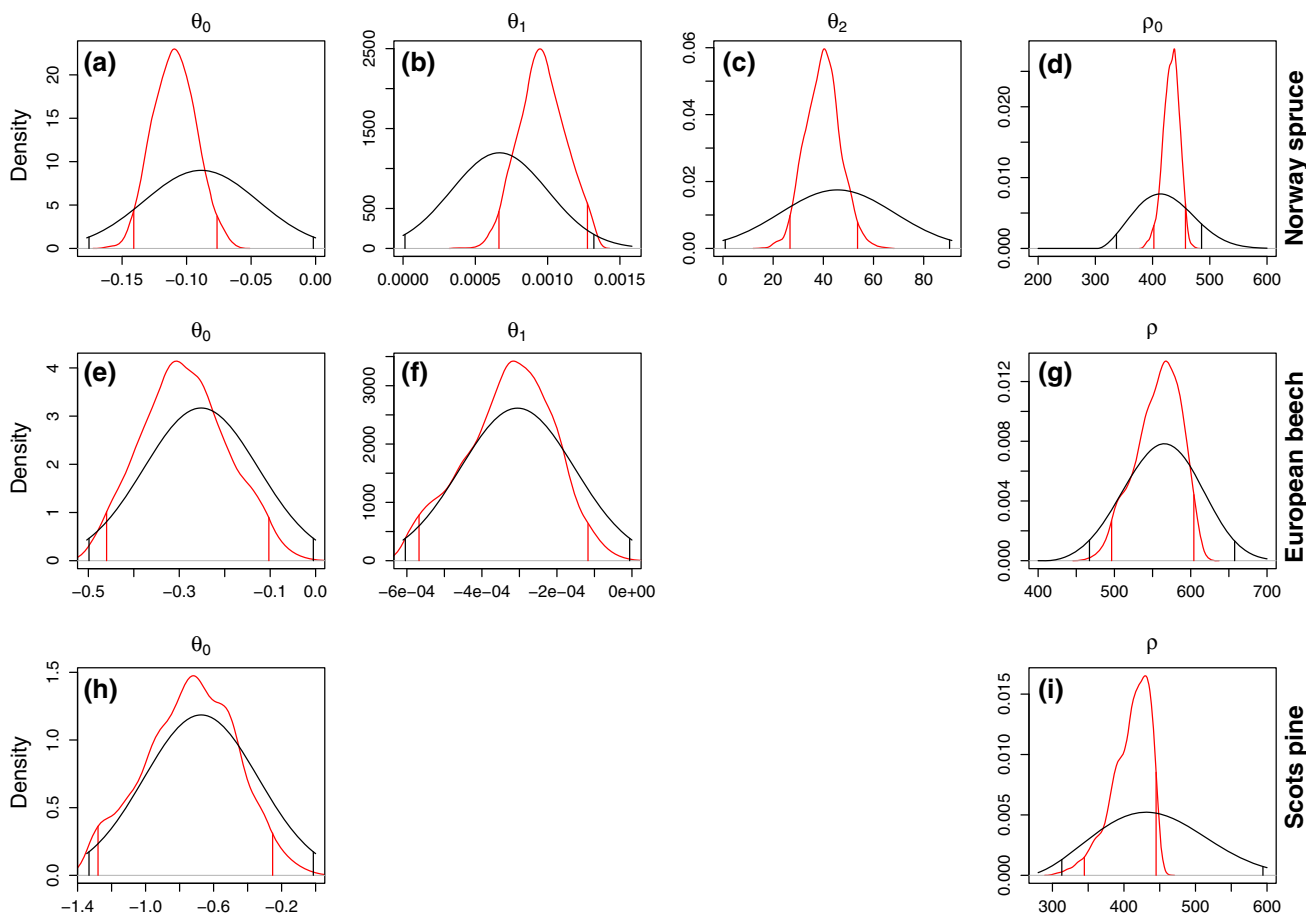 θ0 θ1 θ2 ρ0
(a) (b) (c) (d)
Density
0 5 10 15 20
−0.15 −0.10 −0.05 0.00
0 500 1500 2500
0.0000 0.0005 0.0010 0.0015
0.00 0.02 0.04 0.06
0 20 40 60 80
0.000 0.010 0.020
200 300 400 500 600
Norway spruce
θ0 θ1 ρ
(e) (f) (g)
Density
0 1 2 3 4
−0.5 −0.3 −0.1 0.0
0 1000 2000 3000
−6e−04 −4e−04 −2e−04 0e+00
0.000 0.004 0.008 0.012
400 500 600 700
European beech
θ0 ρ
(h) (i)
Density
0.0 0.5 1.0 1.5
−1.4 −1.0 −0.6 −0.2
0.000 0.005 0.010 0.015
300 400 500 600
Scots pine